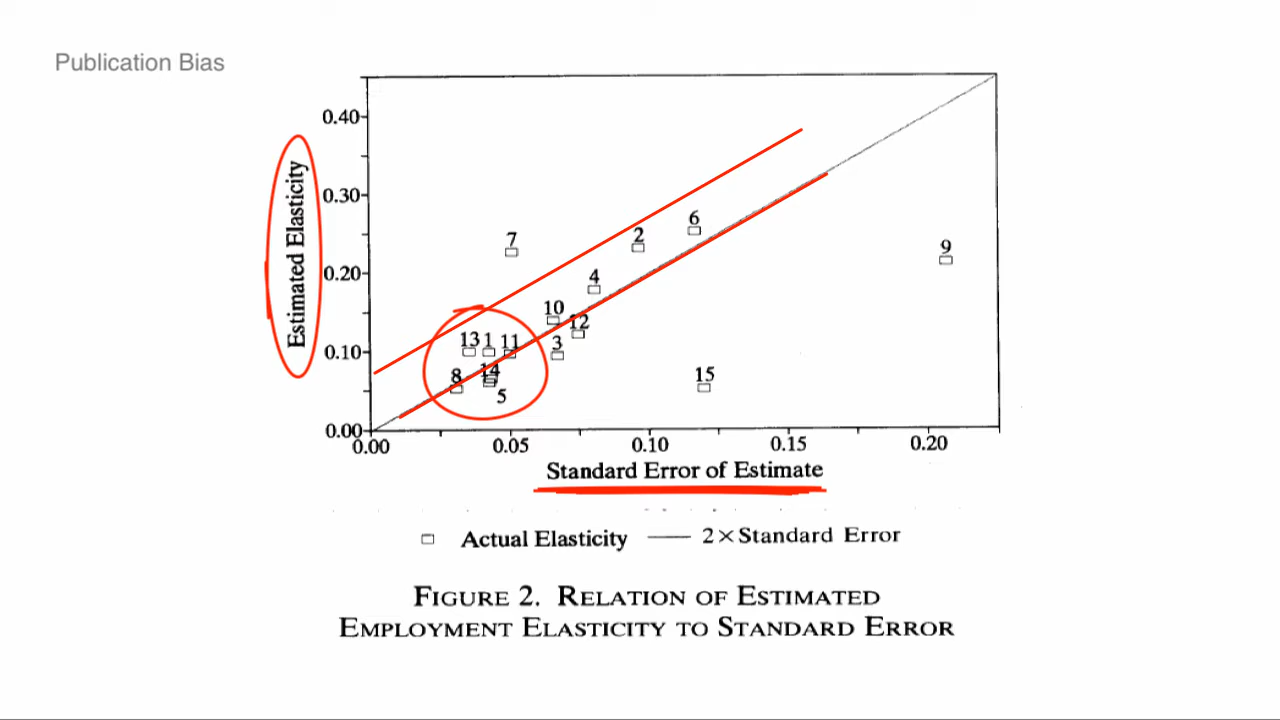 Publication Bias
Estimated Elasticity
0.40
0.30
0.20
0.10
0.00
7
2
6
9
4
10
12
13 1 11
3
8
14
5
15
0.00 0.05 0.10 0.15 0.20
Standard Error of Estimate
Actual Elasticity 2×Standard Error
FIGURE 2. RELATION OF ESTIMATED
EMPLOYMENT ELASTICITY TO STANDARD ERROR